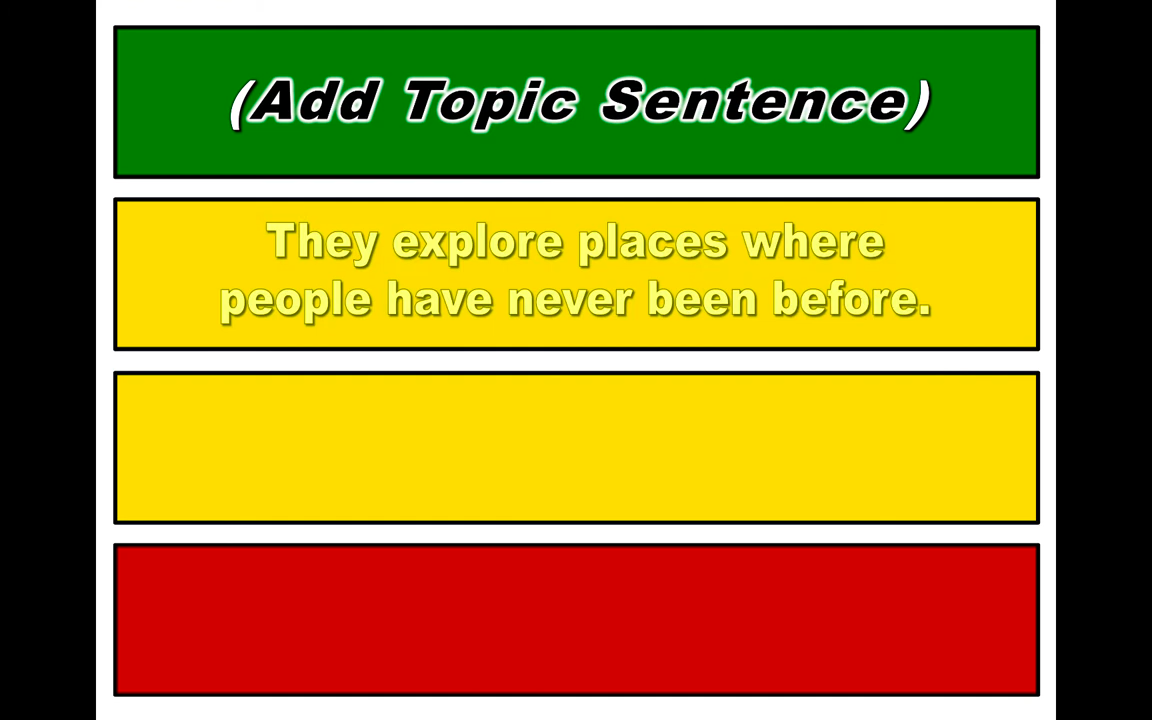 (Add Topic Sentence)
They explore places where
people have never been before.